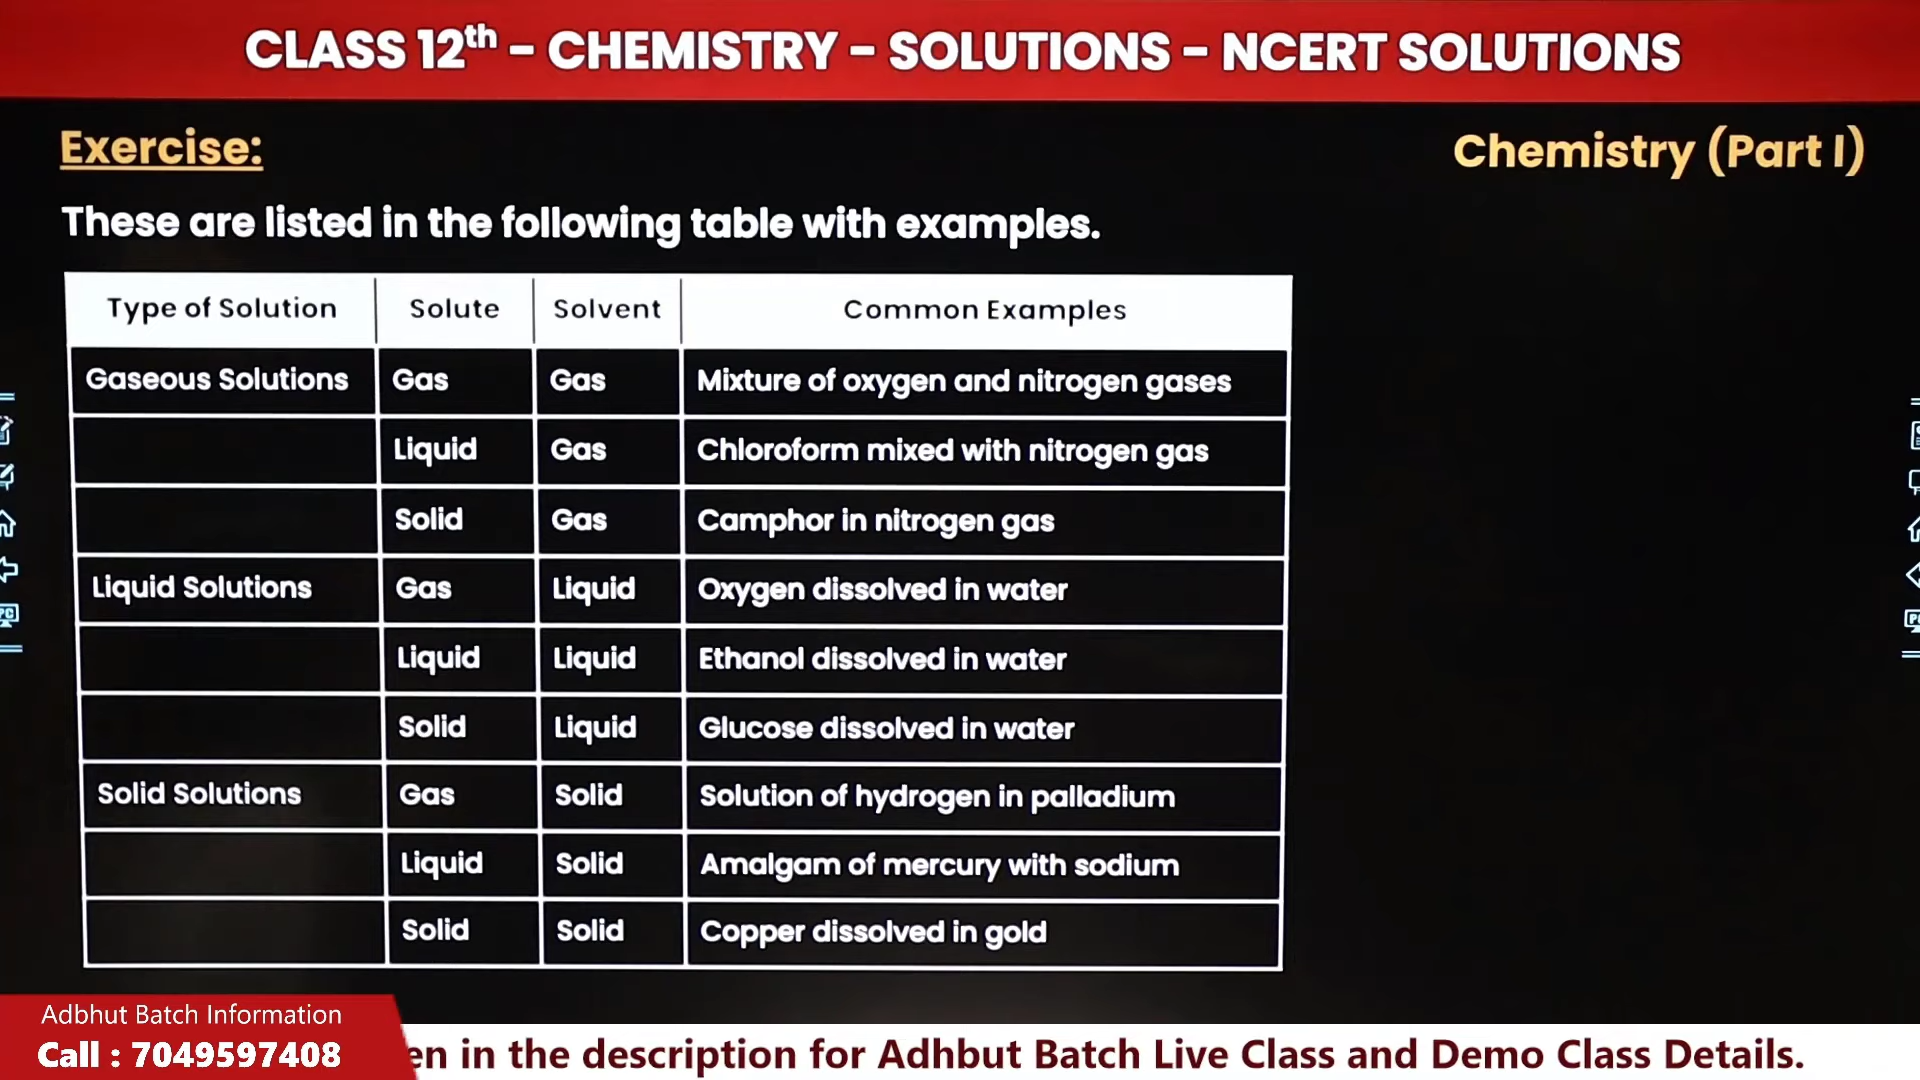 CLASS 12th - CHEMISTRY - SOLUTIONS - NCERT SOLUTIONS
Exercise:
Chemistry (Part I)
These are listed in the following table with examples.
Type of Solution Solute Solvent Common Examples
Gaseous Solutions Gas Gas Mixture of oxygen and nitrogen gases
Liquid Gas Chloroform mixed with nitrogen gas
Solid Gas Camphor in nitrogen gas
Liquid Solutions Gas Liquid Oxygen dissolved in water
Liquid Liquid Ethanol dissolved in water
Solid Liquid Glucose dissolved in water
Solid Solutions Gas Solid Solution of hydrogen in palladium
Liquid Solid Amalgam of mercury with sodium
Solid Solid Copper dissolved in gold
Adbhut Batch Information
Call : 7049597408
en in the description for Adhbut Batch Live Class and Demo Class Details.